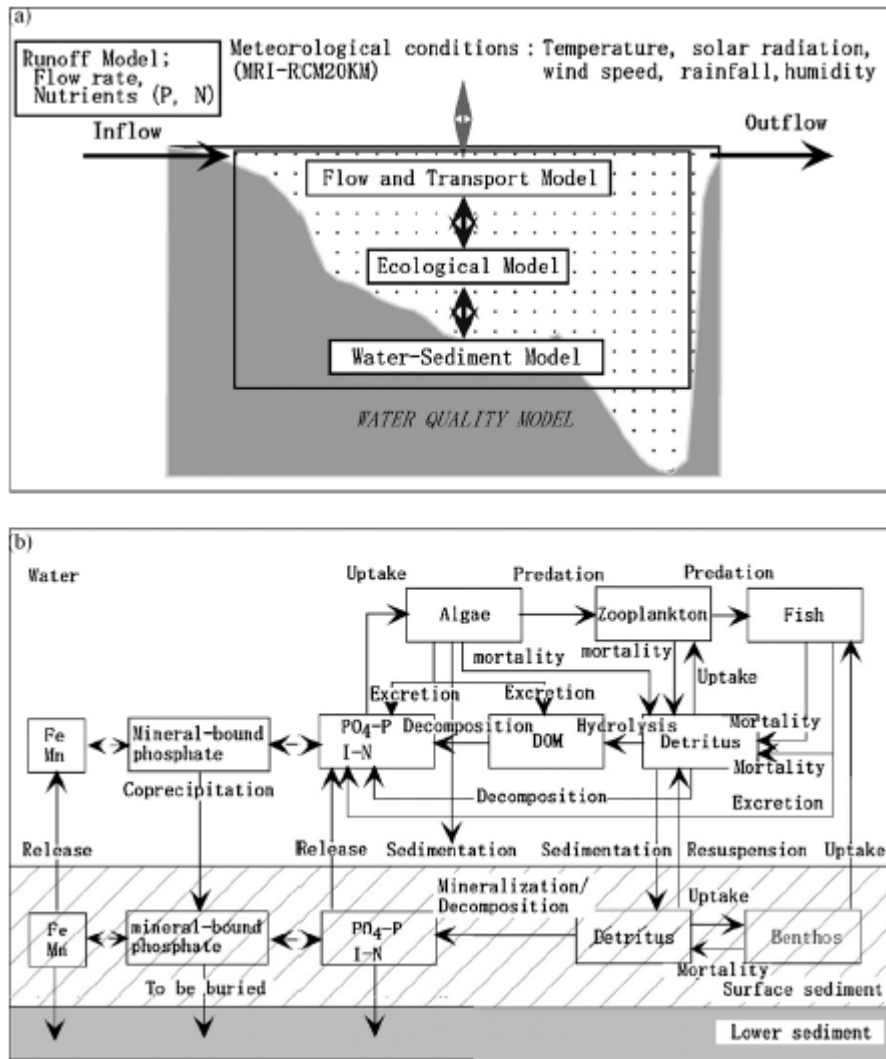 (a)
Runoff Model;
Flow rate,
Nutrients (P, N)
Meteorological conditions : Temperature, solar radiation,
(MRI-RCM20KM) wind speed, rainfall, humidity
Inflow
Outflow
Flow and Transport Model
Ecological Model
Water-Sediment Model
WATER QUALITY MODEL
(b)
Water
Uptake
Predation
Predation
Algae
Zooplankton
Fish
mortality
mortality
Uptake
Excretion
Excretion
Mortality
Fe
Mn
Mineral-bound
phosphate
PO4-P
I-N
Decomposition
DOM
Hydrolysis
Detritus
Mortality
Coprecipitation
Decomposition
Excretion
Release
Release
Sedimentation
Sedimentation
Resuspension
Uptake
Mineralization/
Decomposition
Uptake
Fe
Mn
mineral-bound
phosphate
PO4-P
I-N
Detritus
Benthos
Mortality
To be buried
Surface sediment
Lower sediment